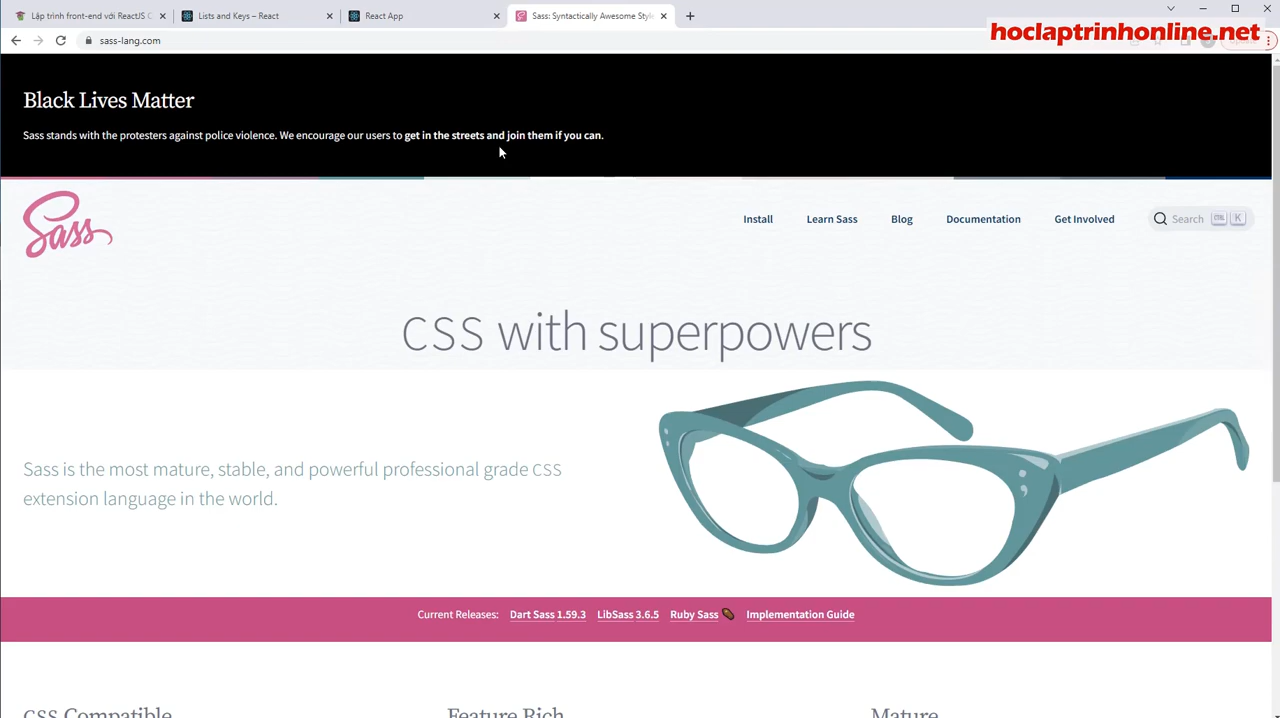 Lập trình front-end với ReactJS C
Lists and Keys – React
React App
Sass: Syntactically Awesome Style
hoclaptrinhonline.net
sass-lang.com
Black Lives Matter
Sass stands with the protesters against police violence. We encourage our users to get in the streets and join them if you can.
Sass
Install
Learn Sass
Blog
Documentation
Get Involved
Search
Ctrl
K
CSS with superpowers
Sass is the most mature, stable, and powerful professional grade CSS
extension language in the world.
Current Releases: Dart Sass 1.59.3 LibSass 3.6.5 Ruby Sass Implementation Guide
CSS Compatible
Feature Rich
Mature